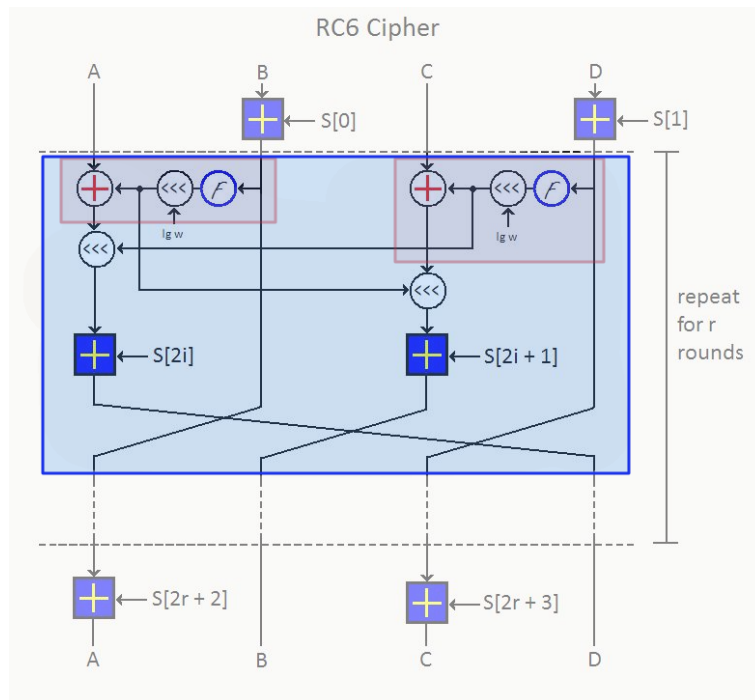 RC6 Cipher
A B C D
S[0] S[1]
<<< F <<< F
lg w lg w
<<<
<<<
repeat
for r
rounds
S[2i] S[2i + 1]
S[2r + 2] S[2r + 3]
A B C D